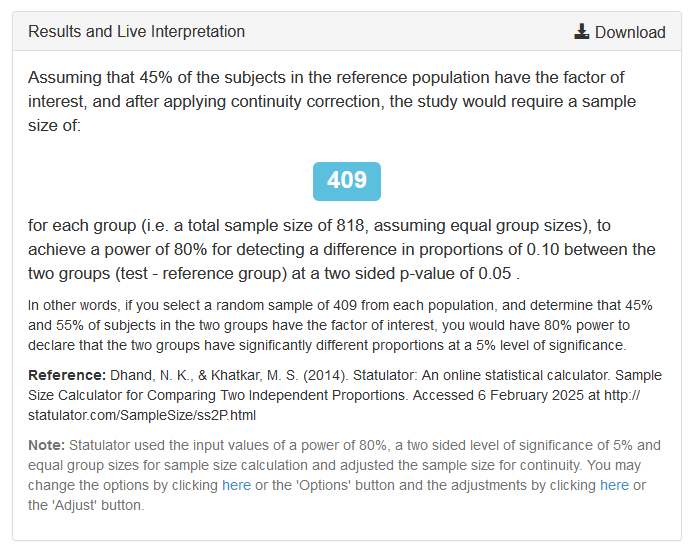 Results and Live Interpretation
Download
Assuming that 45% of the subjects in the reference population have the factor of
interest, and after applying continuity correction, the study would require a sample
size of:
409
for each group (i.e. a total sample size of 818, assuming equal group sizes), to
achieve a power of 80% for detecting a difference in proportions of 0.10 between the
two groups (test - reference group) at a two sided p-value of 0.05 .
In other words, if you select a random sample of 409 from each population, and determine that 45%
and 55% of subjects in the two groups have the factor of interest, you would have 80% power to
declare that the two groups have significantly different proportions at a 5% level of significance.
Reference: Dhand, N. K., & Khatkar, M. S. (2014). Statulator: An online statistical calculator. Sample
Size Calculator for Comparing Two Independent Proportions. Accessed 6 February 2025 at http://
statulator.com/SampleSize/ss2P.html
Note: Statulator used the input values of a power of 80%, a two sided level of significance of 5% and
equal group sizes for sample size calculation and adjusted the sample size for continuity. You may
change the options by clicking here or the 'Options' button and the adjustments by clicking here or
the 'Adjust' button.